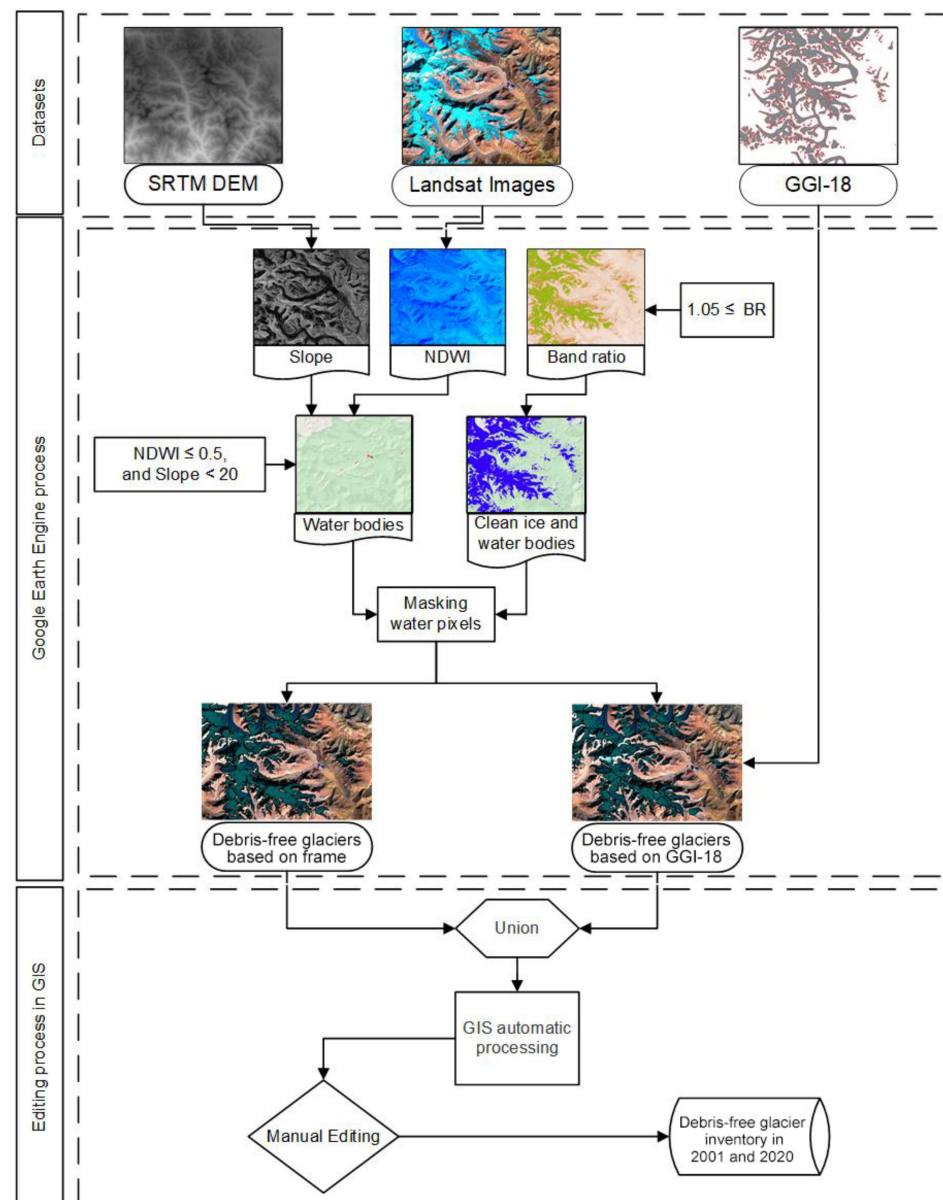 Datasets
SRTM DEM
Landsat Images
GGI-18
Google Earth Engine process
Slope
NDWI
Band ratio
1.05 ≤ BR
NDWI ≤ 0.5,
and Slope < 20
Water bodies
Clean ice and
water bodies
Masking
water pixels
Debris-free glaciers
based on frame
Debris-free glaciers
based on GGI-18
Editing process in GIS
Union
GIS automatic
processing
Manual Editing
Debris-free glacier
inventory in
2001 and 2020